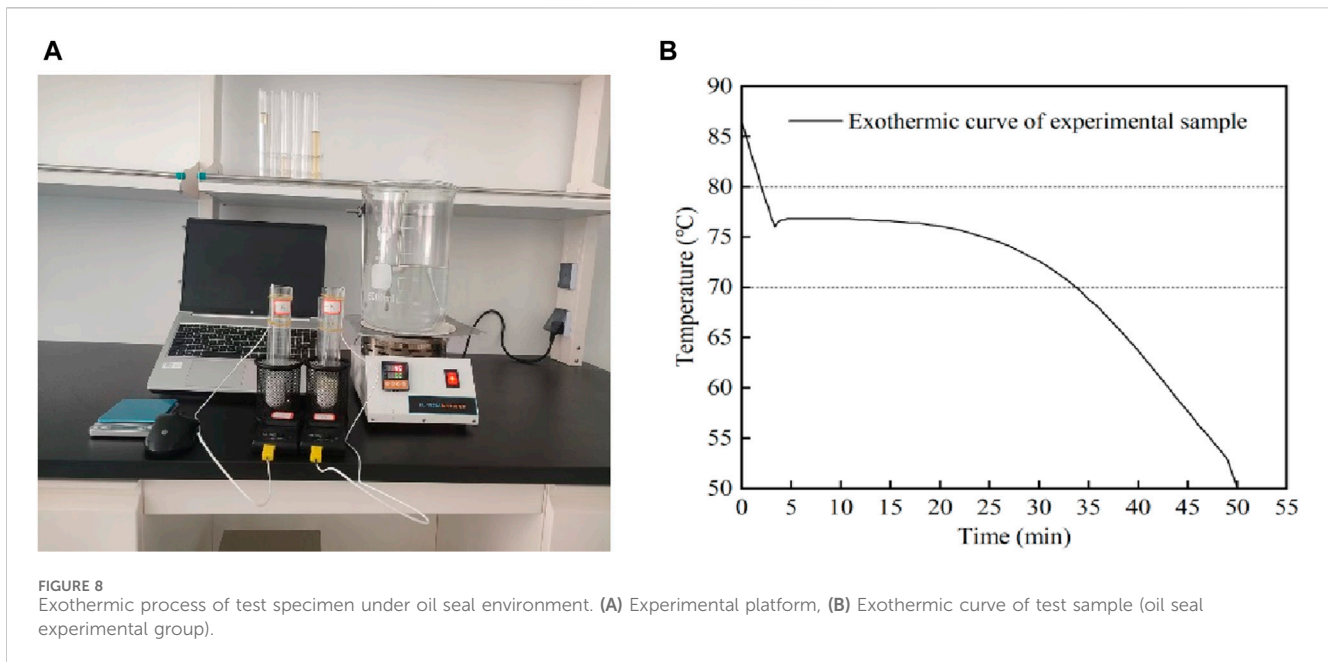 A
B
90
85
80
75
70
65
60
55
50
Temperature (°C)
Exothermic curve of experimental sample
0 5 10 15 20 25 30 35 40 45 50 55
Time (min)
FIGURE 8
Exothermic process of test specimen under oil seal environment. (A) Experimental platform, (B) Exothermic curve of test sample (oil seal
experimental group).